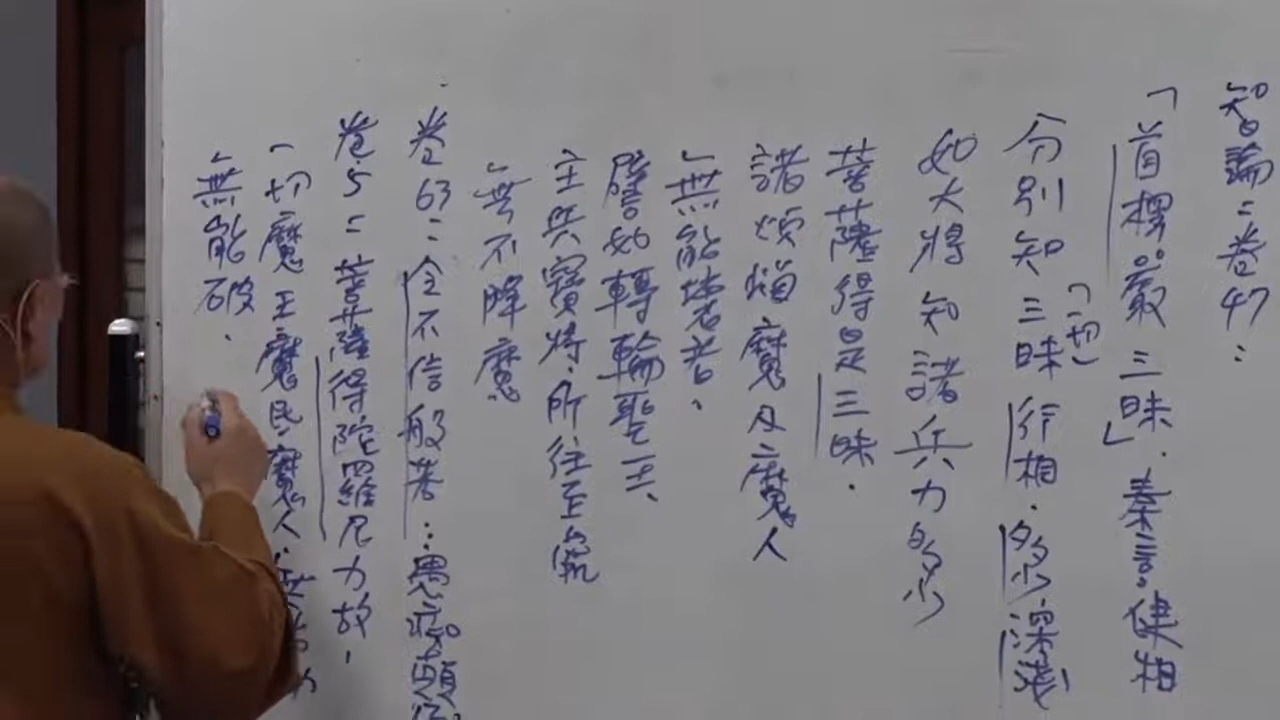 智論：卷47：
「首楞嚴三昧」.秦言健相
分別知三昧行相.多少深淺
「一切」
如大將知諸兵力多少
菩薩得是三昧.
諸煩惱魔及魔人
無能壞者.
譬如轉輪聖王、
主兵寶將.所往至處
無不降魔
卷63：令不信般若…愚痴
卷5：菩薩得陀羅尼力故，
一切魔王魔民魔人.
無能破.